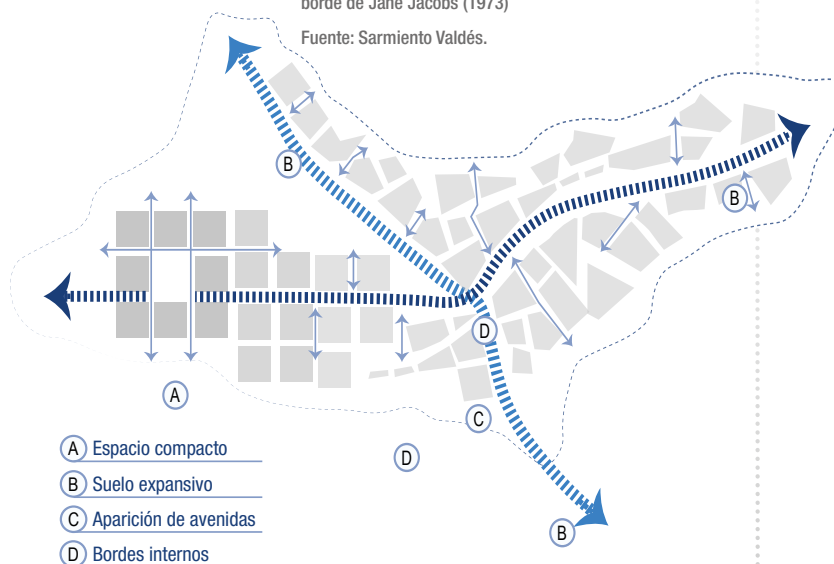 borde de Jane Jacobs (1973)
Fuente: Sarmiento Valdés.
B
B
D
A
C
D
B
A Espacio compacto
B Suelo expansivo
C Aparición de avenidas
D Bordes internos